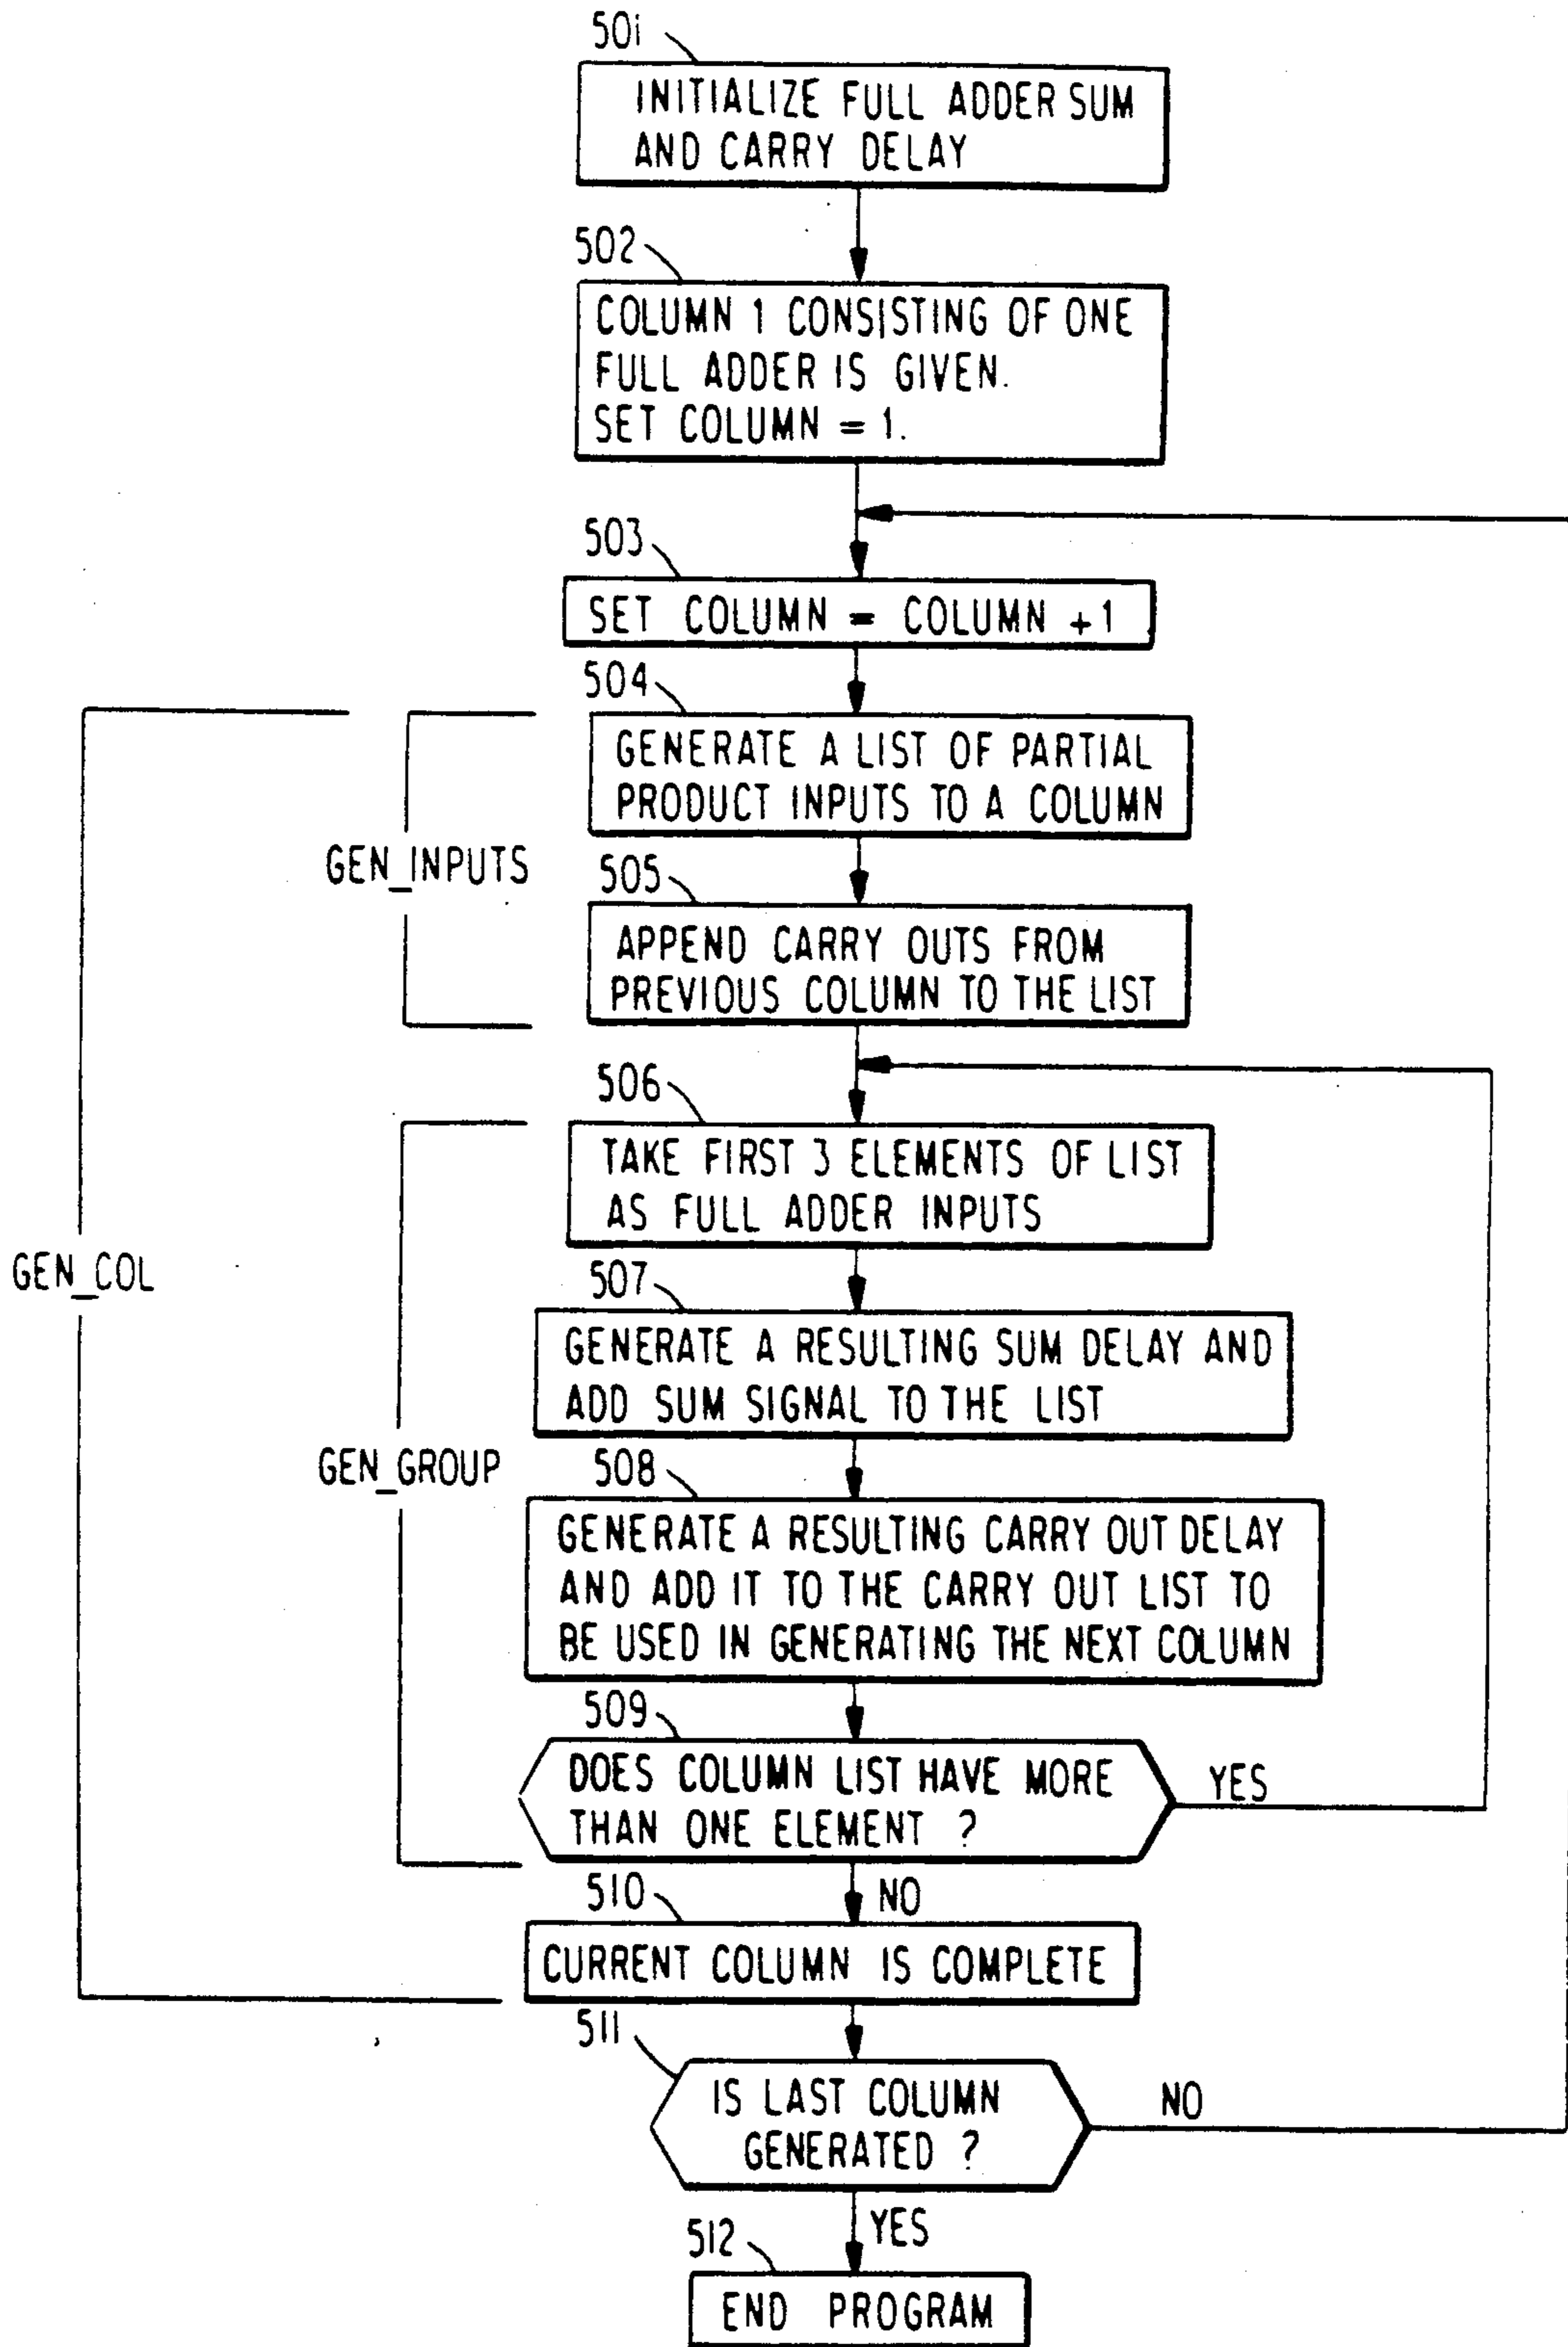 501
INITIALIZE FULL ADDER SUM
AND CARRY DELAY
502
COLUMN 1 CONSISTING OF ONE
FULL ADDER IS GIVEN.
SET COLUMN = 1.
503
SET COLUMN = COLUMN +1
504
GENERATE A LIST OF PARTIAL
PRODUCT INPUTS TO A COLUMN
GEN_INPUTS
505
APPEND CARRY OUTS FROM
PREVIOUS COLUMN TO THE LIST
506
TAKE FIRST 3 ELEMENTS OF LIST
AS FULL ADDER INPUTS
GEN_COL
507
GENERATE A RESULTING SUM DELAY AND
ADD SUM SIGNAL TO THE LIST
GEN_GROUP
508
GENERATE A RESULTING CARRY OUT DELAY
AND ADD IT TO THE CARRY OUT LIST TO
BE USED IN GENERATING THE NEXT COLUMN
509
DOES COLUMN LIST HAVE MORE
THAN ONE ELEMENT ?
YES
510
NO
CURRENT COLUMN IS COMPLETE
511
IS LAST COLUMN
GENERATED ?
NO
YES
512
END PROGRAM